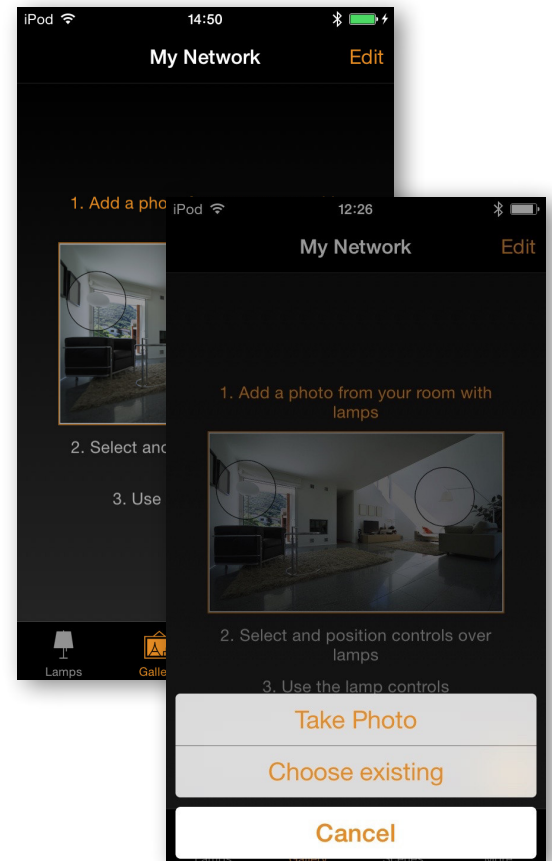 iPod 14:50
My Network Edit
1. Add a pho
2. Select and
3. Use
Lamps
iPod 12:26
My Network Edit
1. Add a photo from your room with
lamps
2. Select and position controls over
lamps
3. Use the lamp controls
Take Photo
Choose existing
Cancel